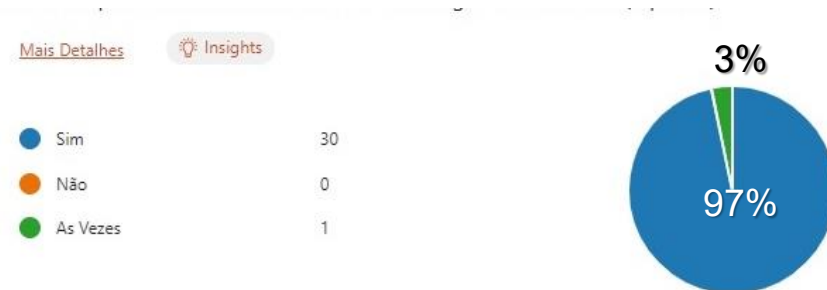 Mais Detalhes
Insights
3%
Sim 30
Não 0
97%
As Vezes 1